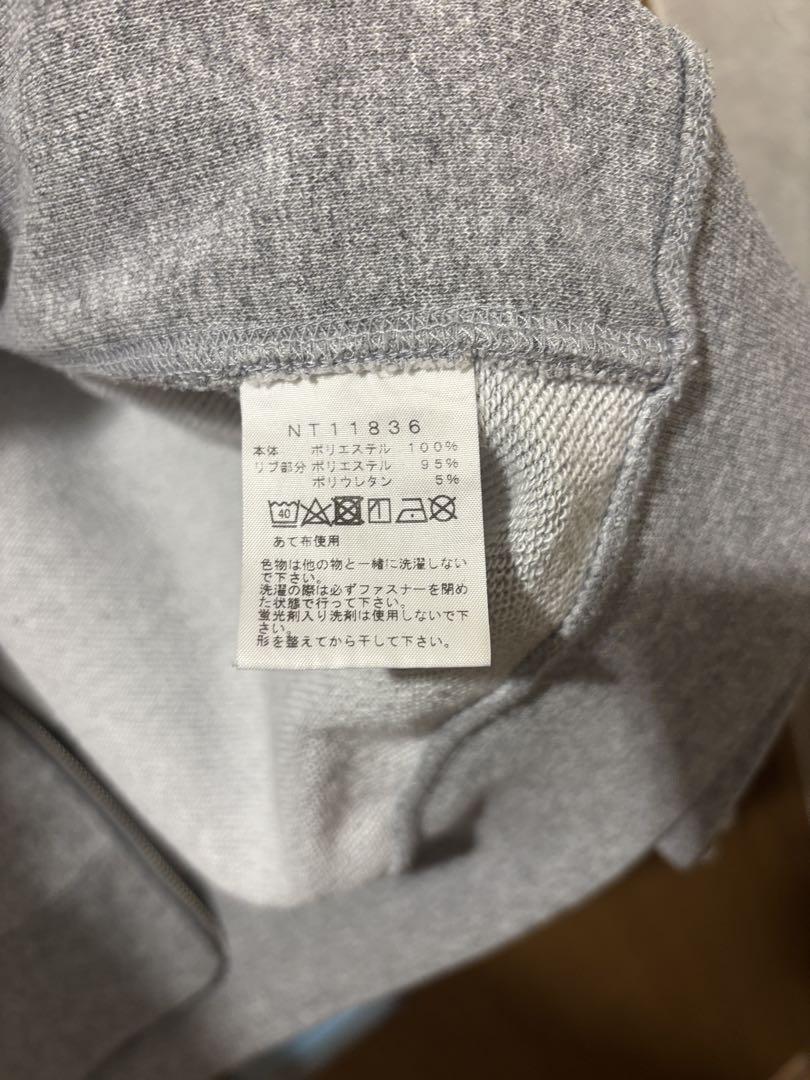 NT11836
本体 ポリエステル 100%
リブ部分 ポリエステル 95%
ポリウレタン 5%
40
あて布使用
色物は他の物と一緒に洗濯しない
で下さい。
洗濯の際は必ずファスナーを閉め
た状態で行って下さい。
蛍光剤入り洗剤は使用しないで下
さい。
形を整えてから干して下さい。